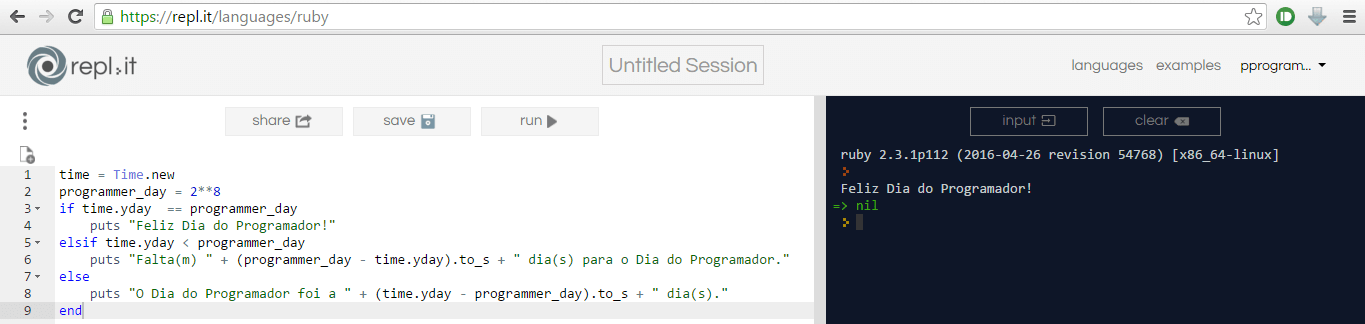 https://repl.it/languages/ruby
repl.it
Untitled Session
languages examples pprogram...
share save run
input clear
1 time = Time.new
2 programmer_day = 2**8
3 if time.yday  == programmer_day
4     puts "Feliz Dia do Programador!"
5 elsif time.yday < programmer_day
6     puts "Falta(m) " + (programmer_day - time.yday).to_s + " dia(s) para o Dia do Programador."
7 else
8     puts "O Dia do Programador foi a " + (time.yday - programmer_day).to_s + " dia(s)."
9 end
ruby 2.3.1p112 (2016-04-26 revision 54768) [x86_64-linux]
Feliz Dia do Programador!
=> nil